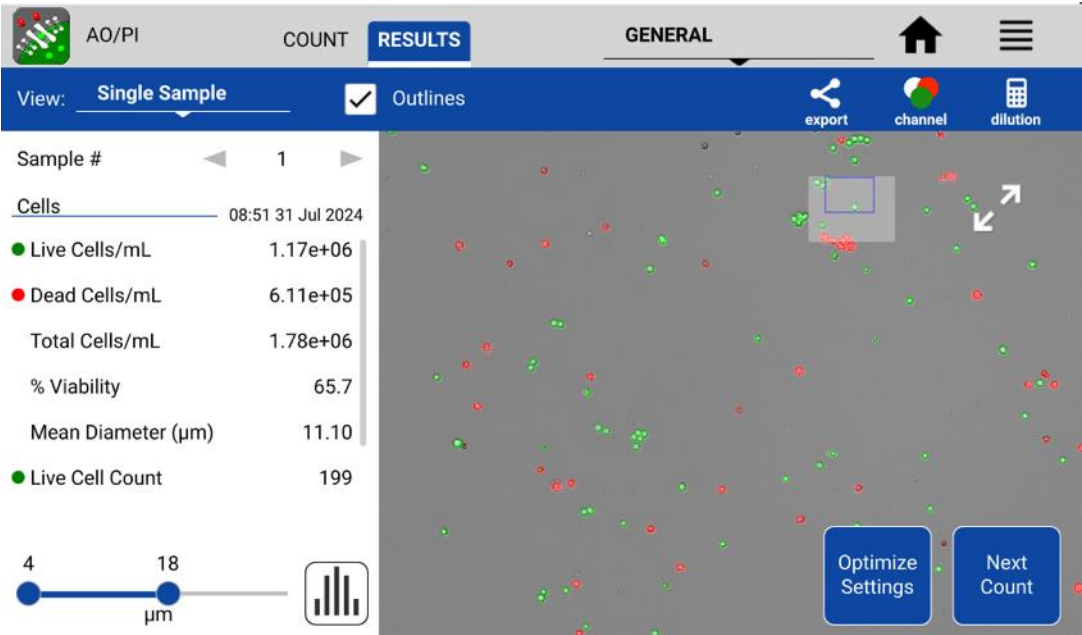 AO/PI COUNT RESULTS GENERAL
View: Single Sample Outlines export channel dilution
Sample # 1
Cells 08:51 31 Jul 2024
Live Cells/mL 1.17e+06
Dead Cells/mL 6.11e+05
Total Cells/mL 1.78e+06
% Viability 65.7
Mean Diameter (µm) 11.10
Live Cell Count 199
4 18
µm
Optimize
Settings
Next
Count